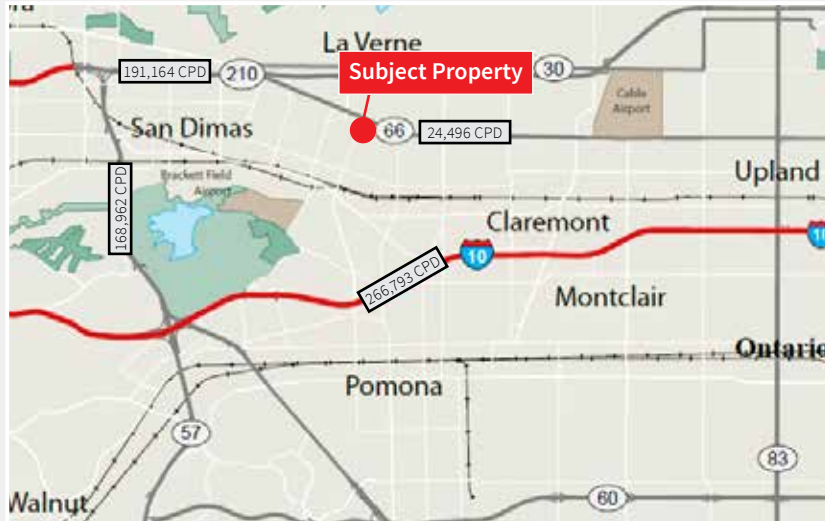 La Verne
191,164 CPD
210
Subject Property
30
Cable
Airport
66
24,496 CPD
San Dimas
168,962 CPD
Brackett Field
Airport
Upland
Claremont
10
10
266,793 CPD
Montclair
Ontario
Pomona
57
83
Walnut
60